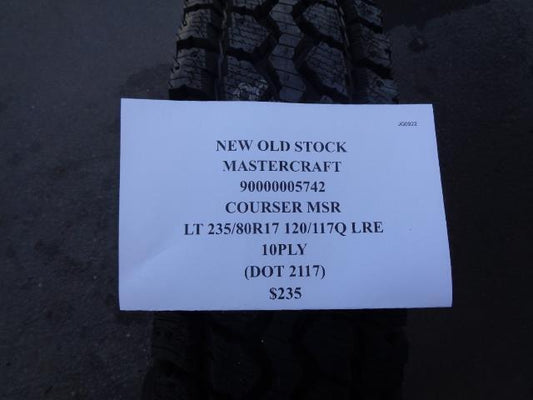 NEW OLD STOCK
MASTERCRAFT
90000005742
COURSER MSR
LT 235/80R17 120/117Q LRE
10PLY
(DOT 2117)
$235